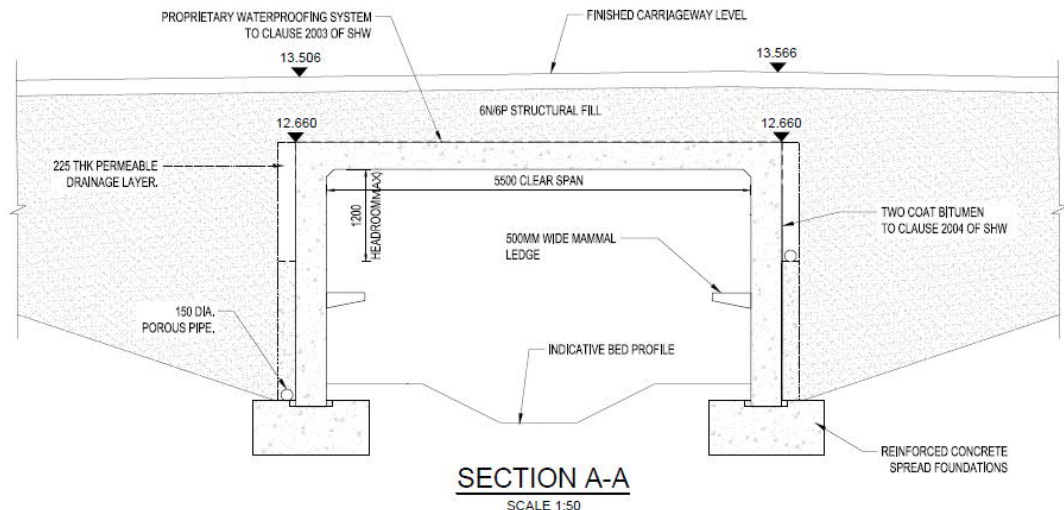 PROPRIETARY WATERPROOFING SYSTEM
TO CLAUSE 2003 OF SHW
FINISHED CARRIAGEWAY LEVEL
13.506
13.566
6N/6P STRUCTURAL FILL
12.660
12.660
225 THK PERMEABLE
DRAINAGE LAYER.
5500 CLEAR SPAN
1200
HEADROOM(MAX)
TWO COAT BITUMEN
TO CLAUSE 2004 OF SHW
500MM WIDE MAMMAL
LEDGE
150 DIA.
POROUS PIPE.
INDICATIVE BED PROFILE
REINFORCED CONCRETE
SPREAD FOUNDATIONS
SECTION A-A
SCALE 1:50